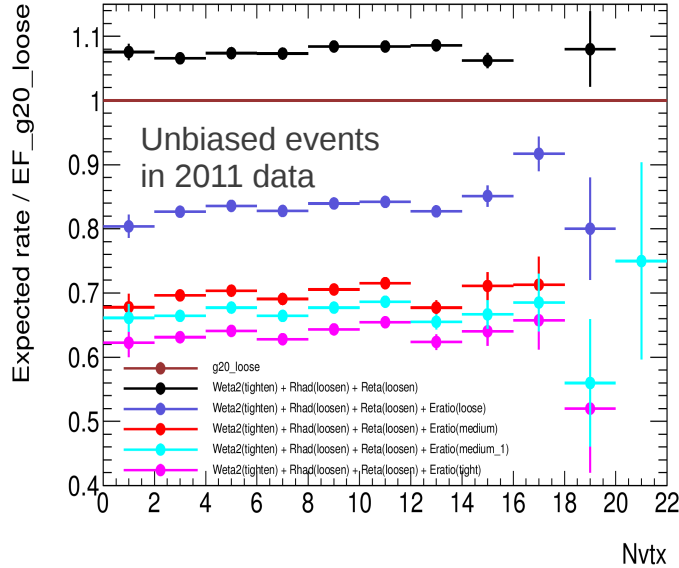 Expected rate / EF_g20_loose
1.1
1
0.9
0.8
0.7
0.6
0.5
0.4
Unbiased events
in 2011 data
g20_loose
Weta2(tighten) + Rhad(loosen) + Reta(loosen)
Weta2(tighten) + Rhad(loosen) + Reta(loosen) + Eratio(loose)
Weta2(tighten) + Rhad(loosen) + Reta(loosen) + Eratio(medium)
Weta2(tighten) + Rhad(loosen) + Reta(loosen) + Eratio(medium_1)
Weta2(tighten) + Rhad(loosen) + Reta(loosen) + Eratio(tight)
0 2 4 6 8 10 12 14 16 18 20 22
Nvtx